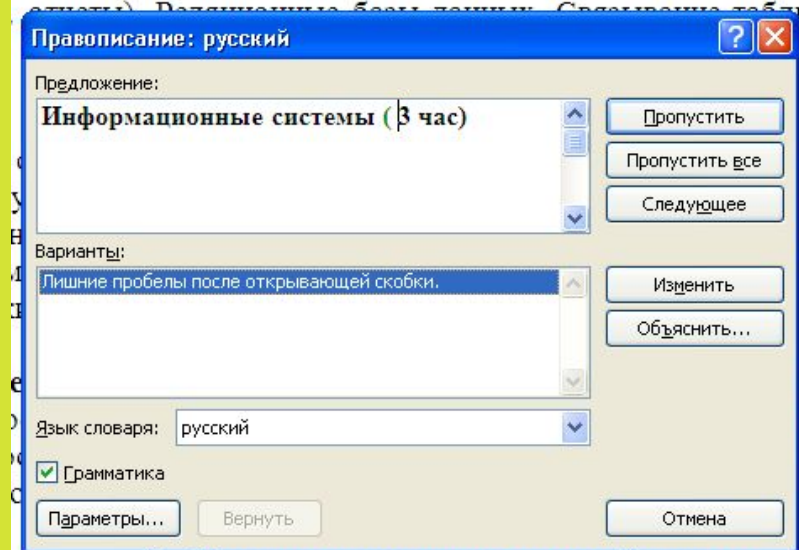 Правописание: русский
Предложение:
Информационные системы ( 3 час)
Пропустить
Пропустить все
Следующее
Варианты:
Лишние пробелы после открывающей скобки.
Изменить
Объяснить...
Язык словаря: русский
Грамматика
Параметры... Вернуть Отмена